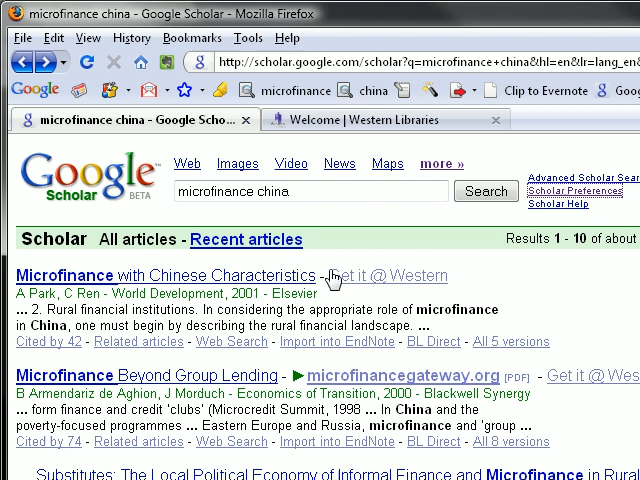 microfinance china - Google Scholar - Mozilla Firefox
File Edit View History Bookmarks Tools Help
http://scholar.google.com/scholar?q=microfinance+china&hl=en&lr=lang_en&
Google microfinance china Clip to Evernote Goog
microfinance china - Google Scho... Welcome | Western Libraries
Google Scholar BETA
Web Images Video News Maps more »
microfinance china Search
Advanced Scholar Sear
Scholar Preferences
Scholar Help
Scholar All articles - Recent articles Results 1 - 10 of about
Microfinance with Chinese Characteristics - Get it @ Western
A Park, C Ren - World Development, 2001 - Elsevier
... 2. Rural financial institutions. In considering the appropriate role of microfinance
in China, one must begin by describing the rural financial landscape. ...
Cited by 42 - Related articles - Web Search - Import into EndNote - BL Direct - All 5 versions
Microfinance Beyond Group Lending - ►microfinancegateway.org [PDF] - Get it @ Wes
B Armendariz de Aghion, J Morduch - Economics of Transition, 2000 - Blackwell Synergy
... form finance and credit 'clubs' (Microcredit Summit, 1998 ... In China and the
poverty-focused programmes ... Eastern Europe and Russia, microfinance and 'group ...
Cited by 74 - Related articles - Web Search - Import into EndNote - BL Direct - All 8 versions
Substitutes: The Local Political Economy of Informal Finance and Microfinance in Rural